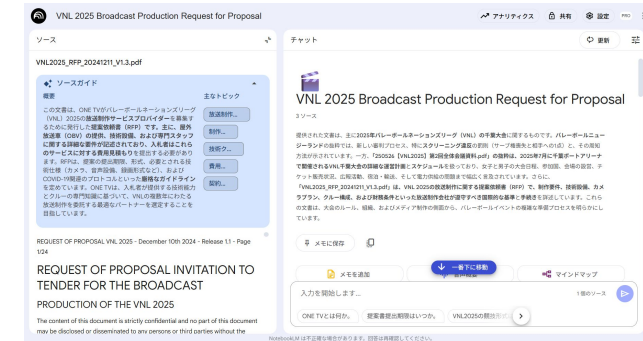 VNL 2025 Broadcast Production Request for Proposal
アナリティクス
共有
設定
PRO
ソース
VNL2025_RFP_20241211_V1.3.pdf
ソースガイド
概要
この文書は、ONE TVがバレーボールネーションズリーグ
（VNL）2025の放送制作サービスプロバイダーを募集す
るために発行した提案依頼書（RFP）です。主に、屋外
放送車（OBV）の提供、技術設備、および専門スタッフ
に関する詳細な要件が記述されており、入札者はこれら
のサービスに対する費用見積もりを提出する必要があり
ます。RFPは、提案の提出期限、形式、必要とされる技
術仕様（カメラ、音声設備、録画形式など）、および
COVID-19関連のプロトコルといった厳格なガイドライン
を定めています。ONE TVは、入札者が提供する技術能力
とクルーの専門知識に基づいて、VNLの複数年にわたる
放送制作を委託する最適なパートナーを選定することを
目指しています。
主なトピック
放送制作...
制作...
技術ク...
費用...
契約...
REQUEST OF PROPOSAL VNL 2025 - December 10th 2024 - Release 1.1 - Page
1/24
REQUEST OF PROPOSAL INVITATION TO
TENDER FOR THE BROADCAST
PRODUCTION OF THE VNL 2025
The content of this document is strictly confidential and no part of this document
may be disclosed or disseminated to any persons or third parties without the
チャット
更新
VNL 2025 Broadcast Production Request for Proposal
3 ソース
提供された文書は、主に2025年バレーボールネーションズリーグ（VNL）の千葉大会に関するものです。バレーボールニュー
ジーランドの抜粋では、新しい審判プロセス、特にスクリーニング違反の罰則（サーブ権喪失と相手への1点）と、その通知
方法が示されています。一方、「250526【VNL2025】第2回全体会議資料.pdf」の抜粋は、2025年7月に千葉ポートアリーナ
で開催されるVNL千葉大会の詳細な運営計画とスケジュールを扱っており、女子と男子の大会日程、参加国、会場の設営、チ
ケット販売状況、広報活動、宿泊・輸送、そして電力供給の問題まで幅広く言及されています。さらに、
「VNL2025_RFP_20241211_V1.3.pdf」は、VNL 2025の放送制作に関する提案依頼書（RFP）で、制作要件、技術設備、カメ
ラプラン、クルー構成、および財務条件といった放送制作会社が遵守すべき国際的な基準と手続きを詳述しています。これら
の文書は、大会のルール、組織、およびメディア制作の側面から、バレーボールイベントの複雑な準備プロセスを明らかにし
ています。
メモに保存
メモを追加
一番下に移動
音声概要
マインドマップ
入力を開始します...
1 個のソース
ONE TVとは何か。
提案書提出期限はいつか。
VNL2025の競技形式
NotebookLM は不正確な場合があります。回答は再確認してください。